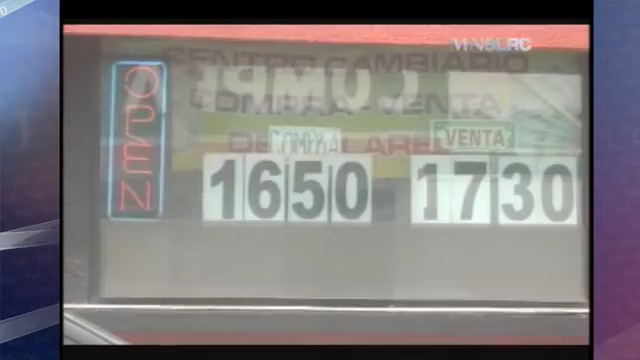 CENTRO CAMBIARIO
OPEN
COMPRA - VENTA
COMPRA
VENTA
1650
1730